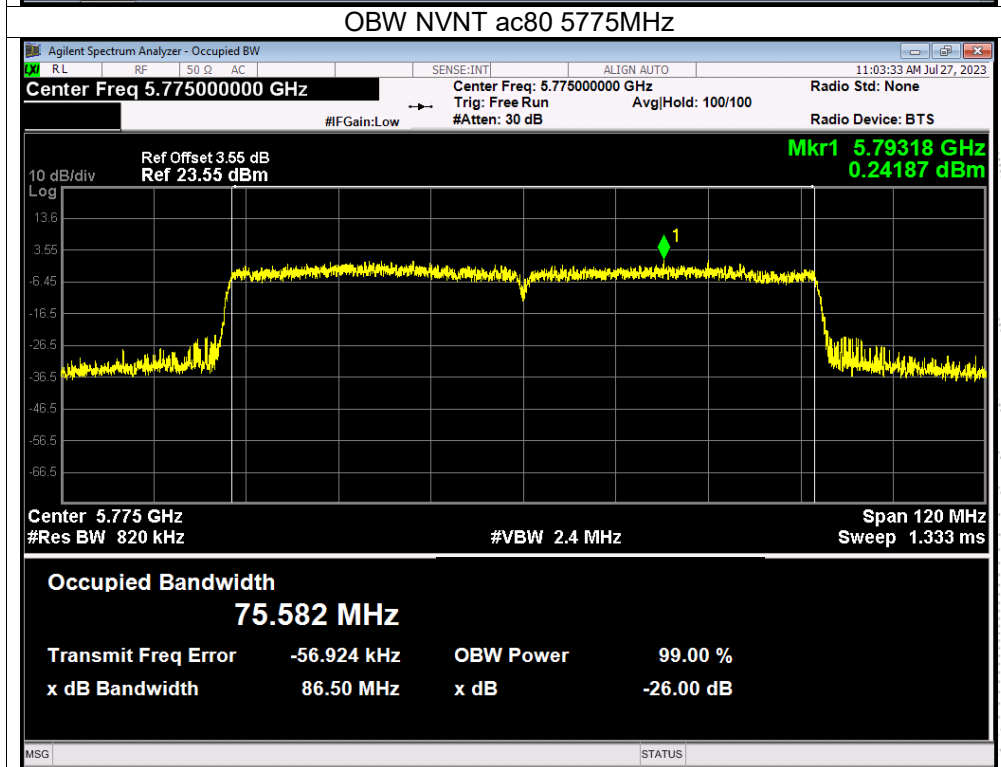 OBW NVNT ac80 5775MHz
Agilent Spectrum Analyzer - Occupied BW
LXI RL RF 50 Ω AC SENSE:INT ALIGN AUTO 11:03:33 AM Jul 27, 2023
Center Freq 5.775000000 GHz Center Freq: 5.775000000 GHz Radio Std: None
Trig: Free Run Avg|Hold: 100/100
#IFGain:Low #Atten: 30 dB Radio Device: BTS
Mkr1 5.79318 GHz
0.24187 dBm
Ref Offset 3.55 dB
10 dB/div Ref 23.55 dBm
Log
13.6
3.55
-6.45
-16.5
-26.5
-36.5
-46.5
-56.5
-66.5
1
Center 5.775 GHz Span 120 MHz
#Res BW 820 kHz #VBW 2.4 MHz Sweep 1.333 ms
Occupied Bandwidth
75.582 MHz
Transmit Freq Error -56.924 kHz OBW Power 99.00 %
x dB Bandwidth 86.50 MHz x dB -26.00 dB
MSG STATUS